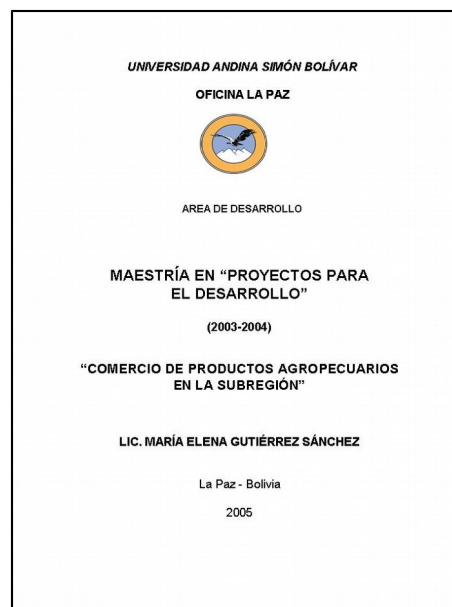 UNIVERSIDAD ANDINA SIMÓN BOLÍVAR
OFICINA LA PAZ
AREA DE DESARROLLO
MAESTRÍA EN “PROYECTOS PARA
EL DESARROLLO”
(2003-2004)
“COMERCIO DE PRODUCTOS AGROPECUARIOS
EN LA SUBREGIÓN”
LIC. MARÍA ELENA GUTIÉRREZ SÁNCHEZ
La Paz - Bolivia
2005